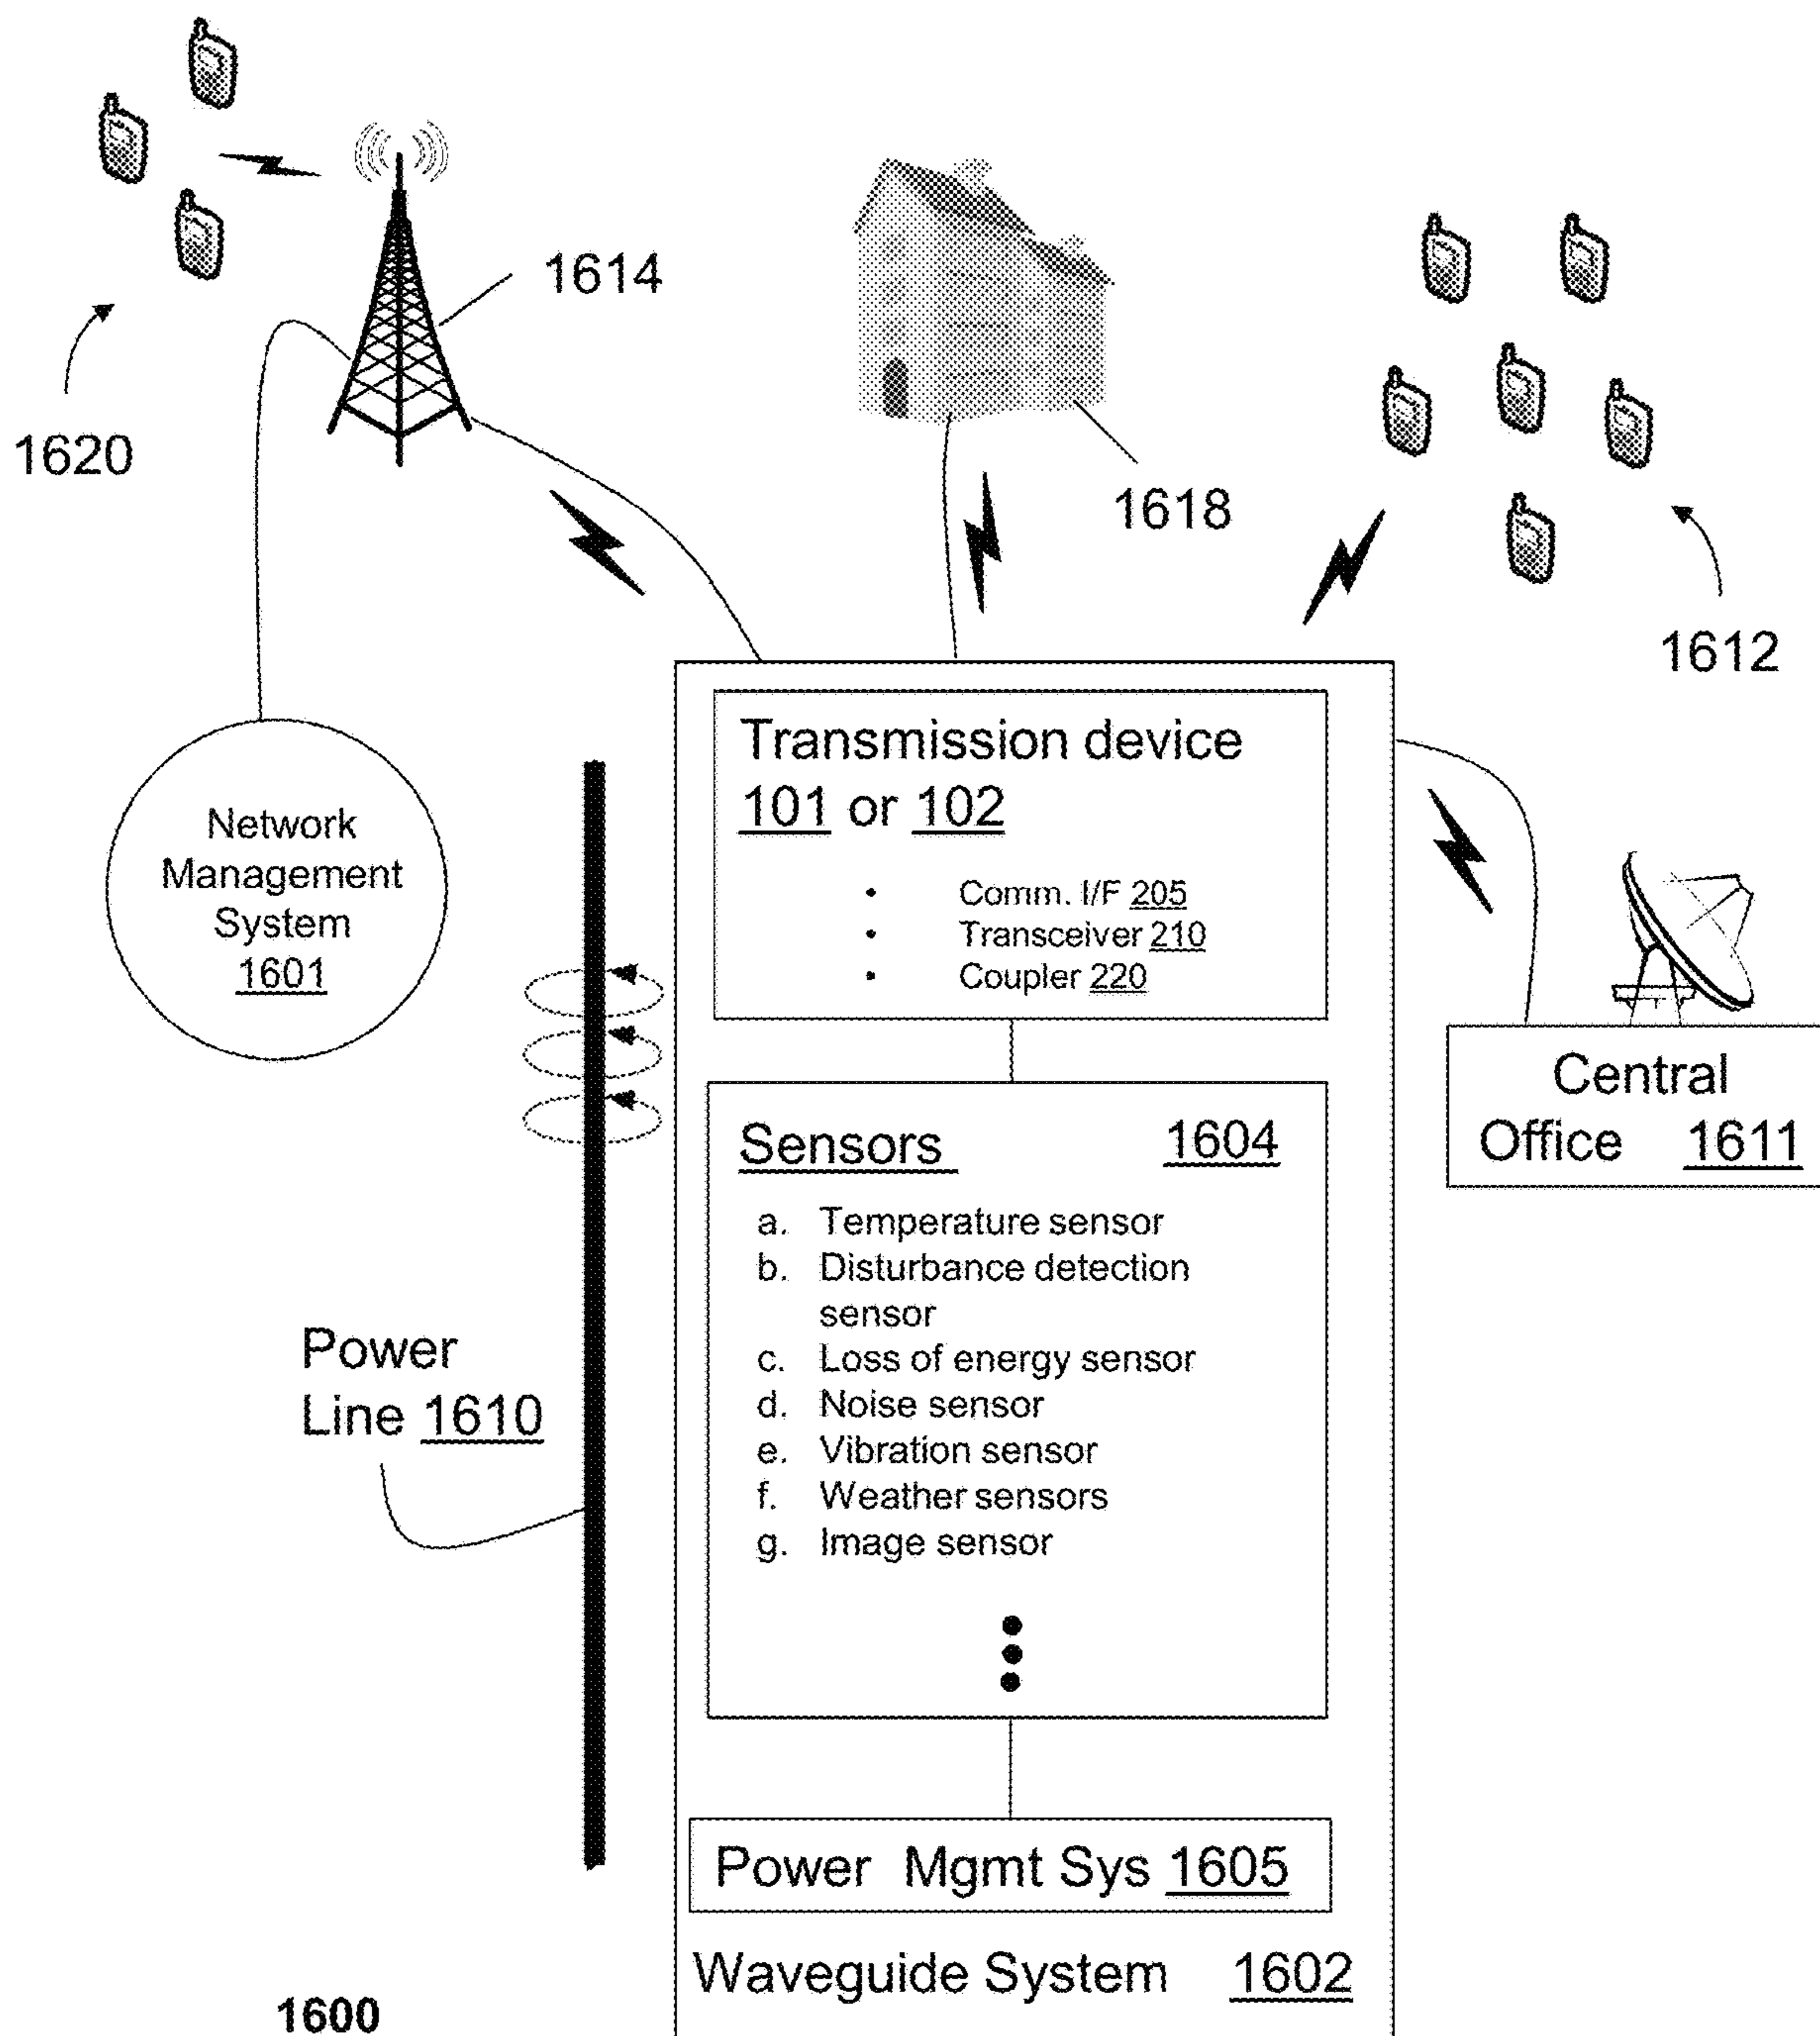 1614
1620
1618
1612
Transmission device
101 or 102
• Comm. I/F 205
• Transceiver 210
• Coupler 220
Network
Management
System
1601
Central
Office 1611
Sensors 1604
a. Temperature sensor
b. Disturbance detection
sensor
c. Loss of energy sensor
d. Noise sensor
e. Vibration sensor
f. Weather sensors
g. Image sensor
Power
Line 1610
Power Mgmt Sys 1605
Waveguide System 1602
1600